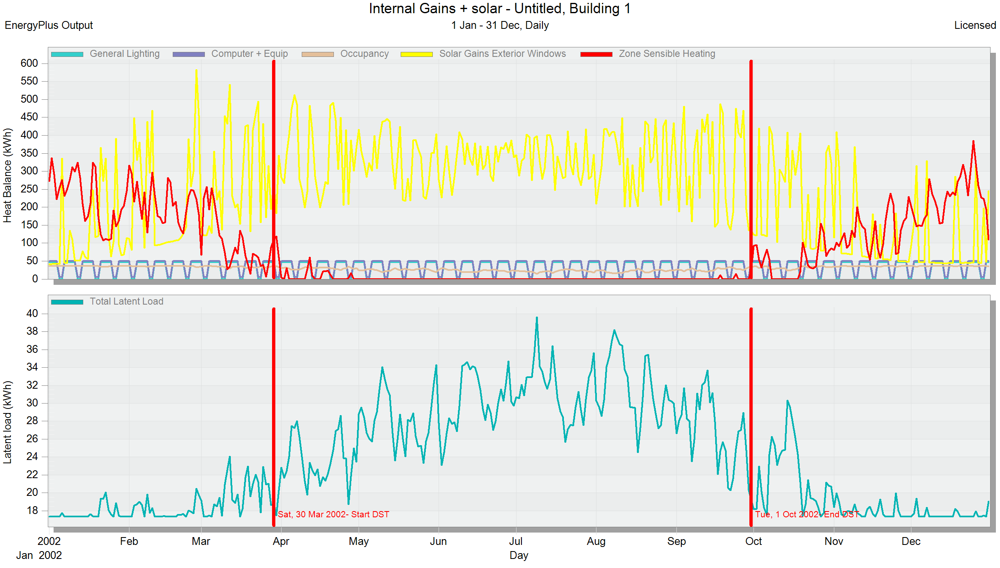 Internal Gains + solar - Untitled, Building 1
EnergyPlus Output
1 Jan - 31 Dec, Daily
Licensed
General Lighting
Computer + Equip
Occupancy
Solar Gains Exterior Windows
Zone Sensible Heating
600
550
500
450
400
350
300
250
200
150
100
50
0
Heat Balance (kWh)
Total Latent Load
40
38
36
34
32
30
28
26
24
22
20
18
Latent load (kWh)
Sat, 30 Mar 2002- Start DST
Tue, 1 Oct 2002- End DST
2002
Feb
Mar
Apr
May
Jun
Jul
Aug
Sep
Oct
Nov
Dec
Jan 2002
Day